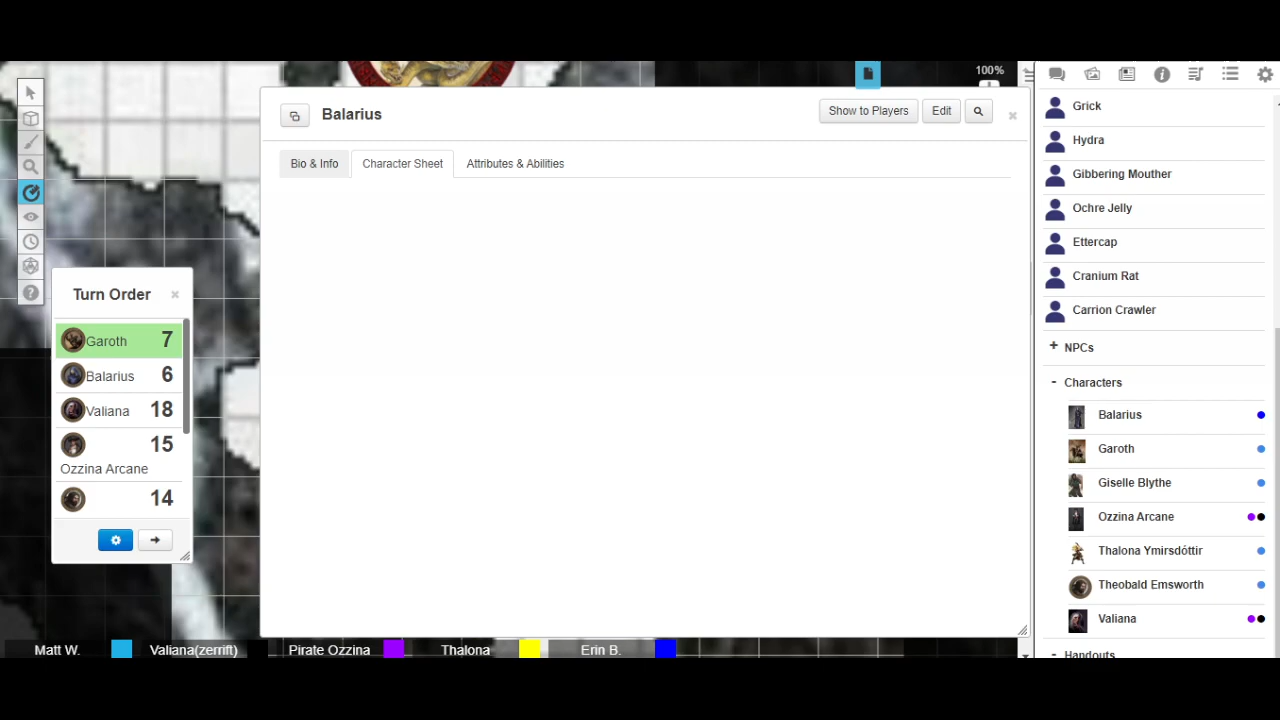 100%
Balarius
Show to Players
Edit
Bio & Info
Character Sheet
Attributes & Abilities
Turn Order
Garoth 7
Balarius 6
Valiana 18
15
Ozzina Arcane
14
Grick
Hydra
Gibbering Mouther
Ochre Jelly
Ettercap
Cranium Rat
Carrion Crawler
+ NPCs
- Characters
Balarius
Garoth
Giselle Blythe
Ozzina Arcane
Thalona Ymirsdóttir
Theobald Emsworth
Valiana
- Handouts
Matt W.
Valiana(zerrift)
Pirate Ozzina
Thalona
Erin B.